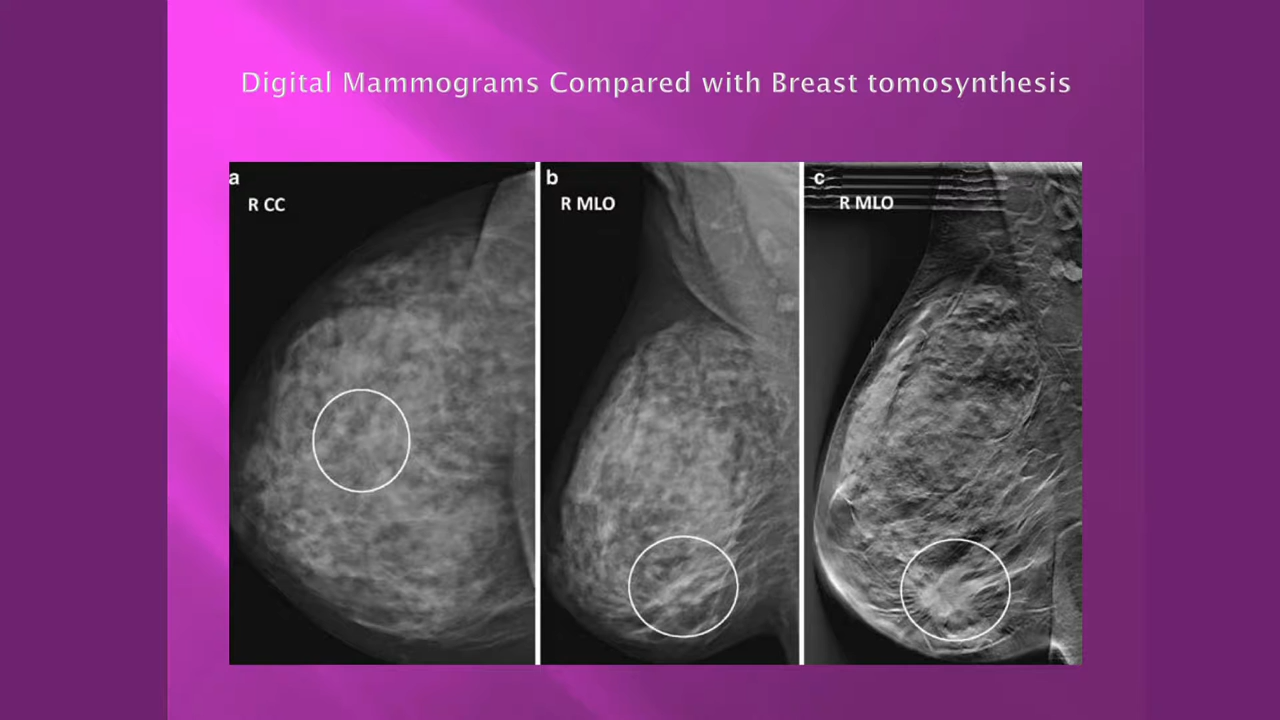 Digital Mammograms Compared with Breast tomosynthesis
a
R CC
b
R MLO
c
R MLO